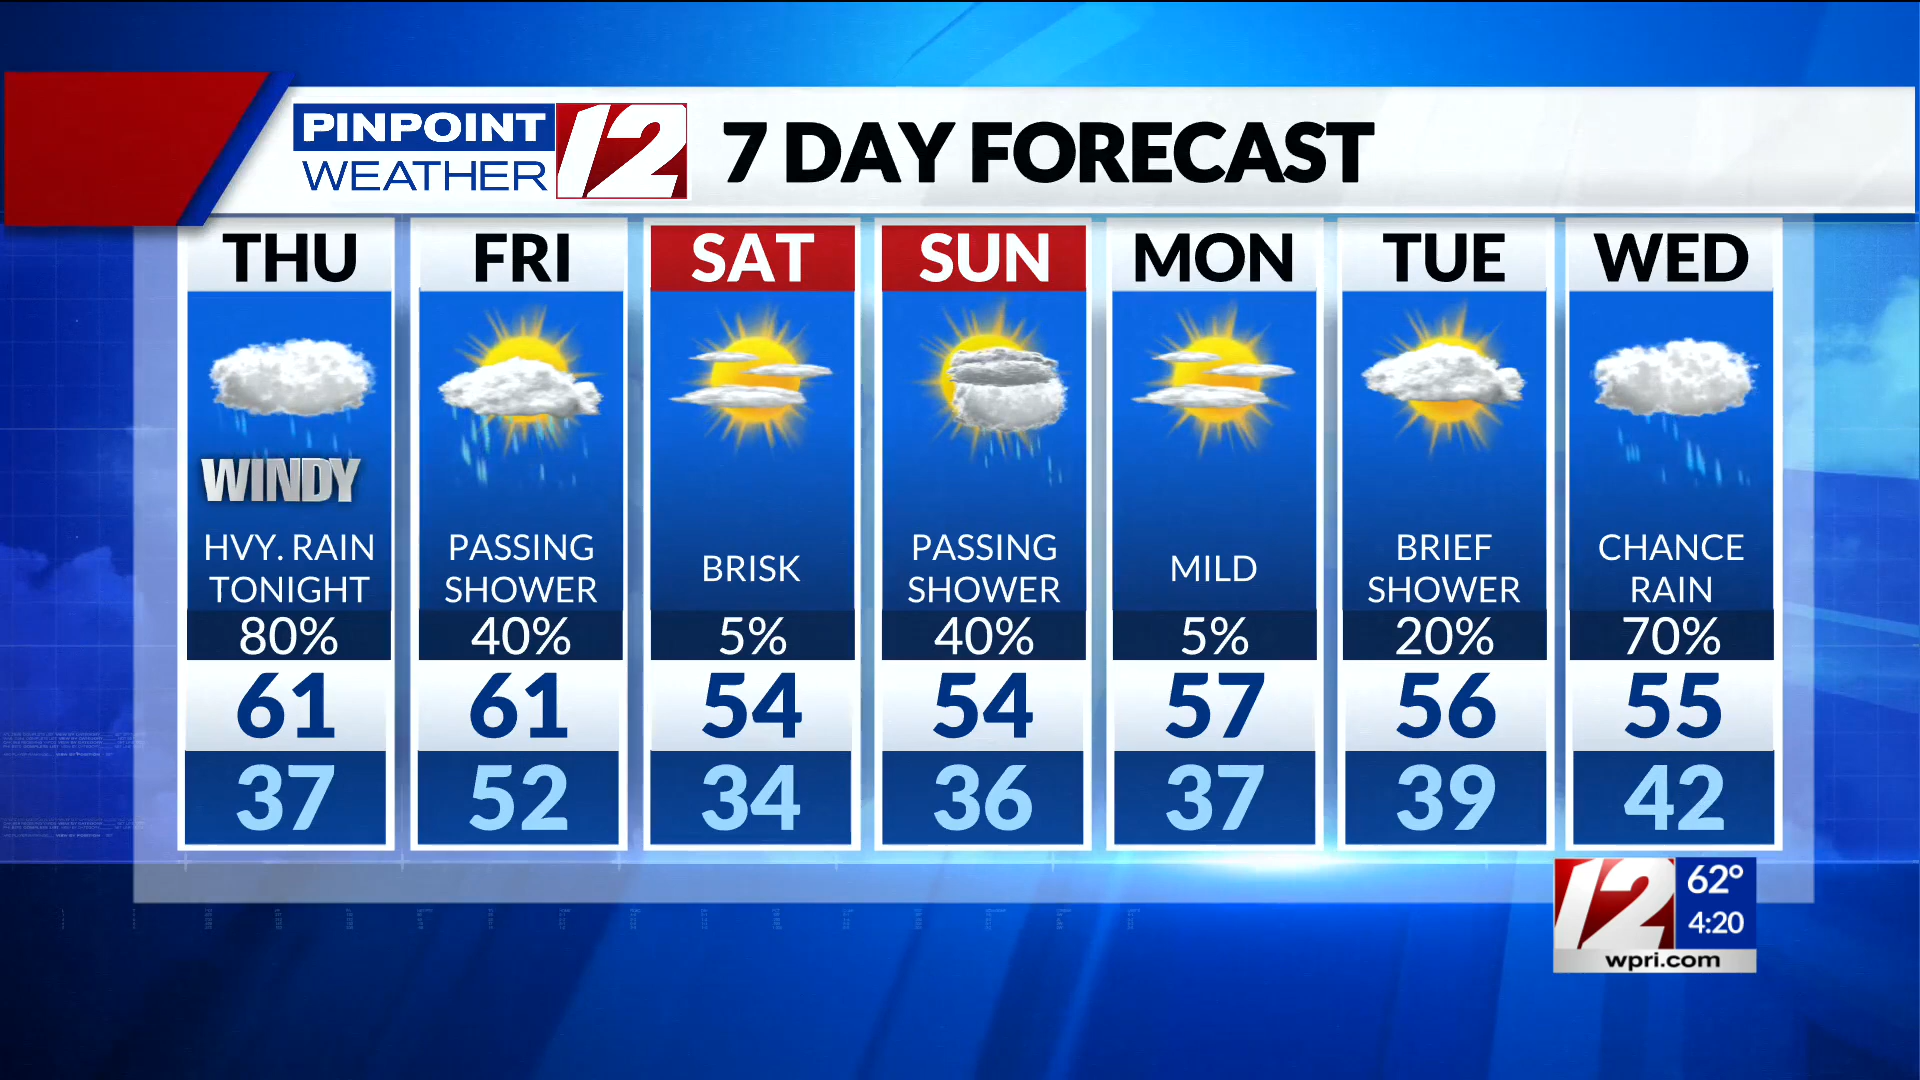 PINPOINT
WEATHER
12
7 DAY FORECAST
THU
WINDY
HVY. RAIN
TONIGHT
80%
61
37
FRI
PASSING
SHOWER
40%
61
52
SAT
BRISK
5%
54
34
SUN
PASSING
SHOWER
40%
54
36
MON
MILD
5%
57
37
TUE
BRIEF
SHOWER
20%
56
39
WED
CHANCE
RAIN
70%
55
42
12
62°
4:20
wpri.com